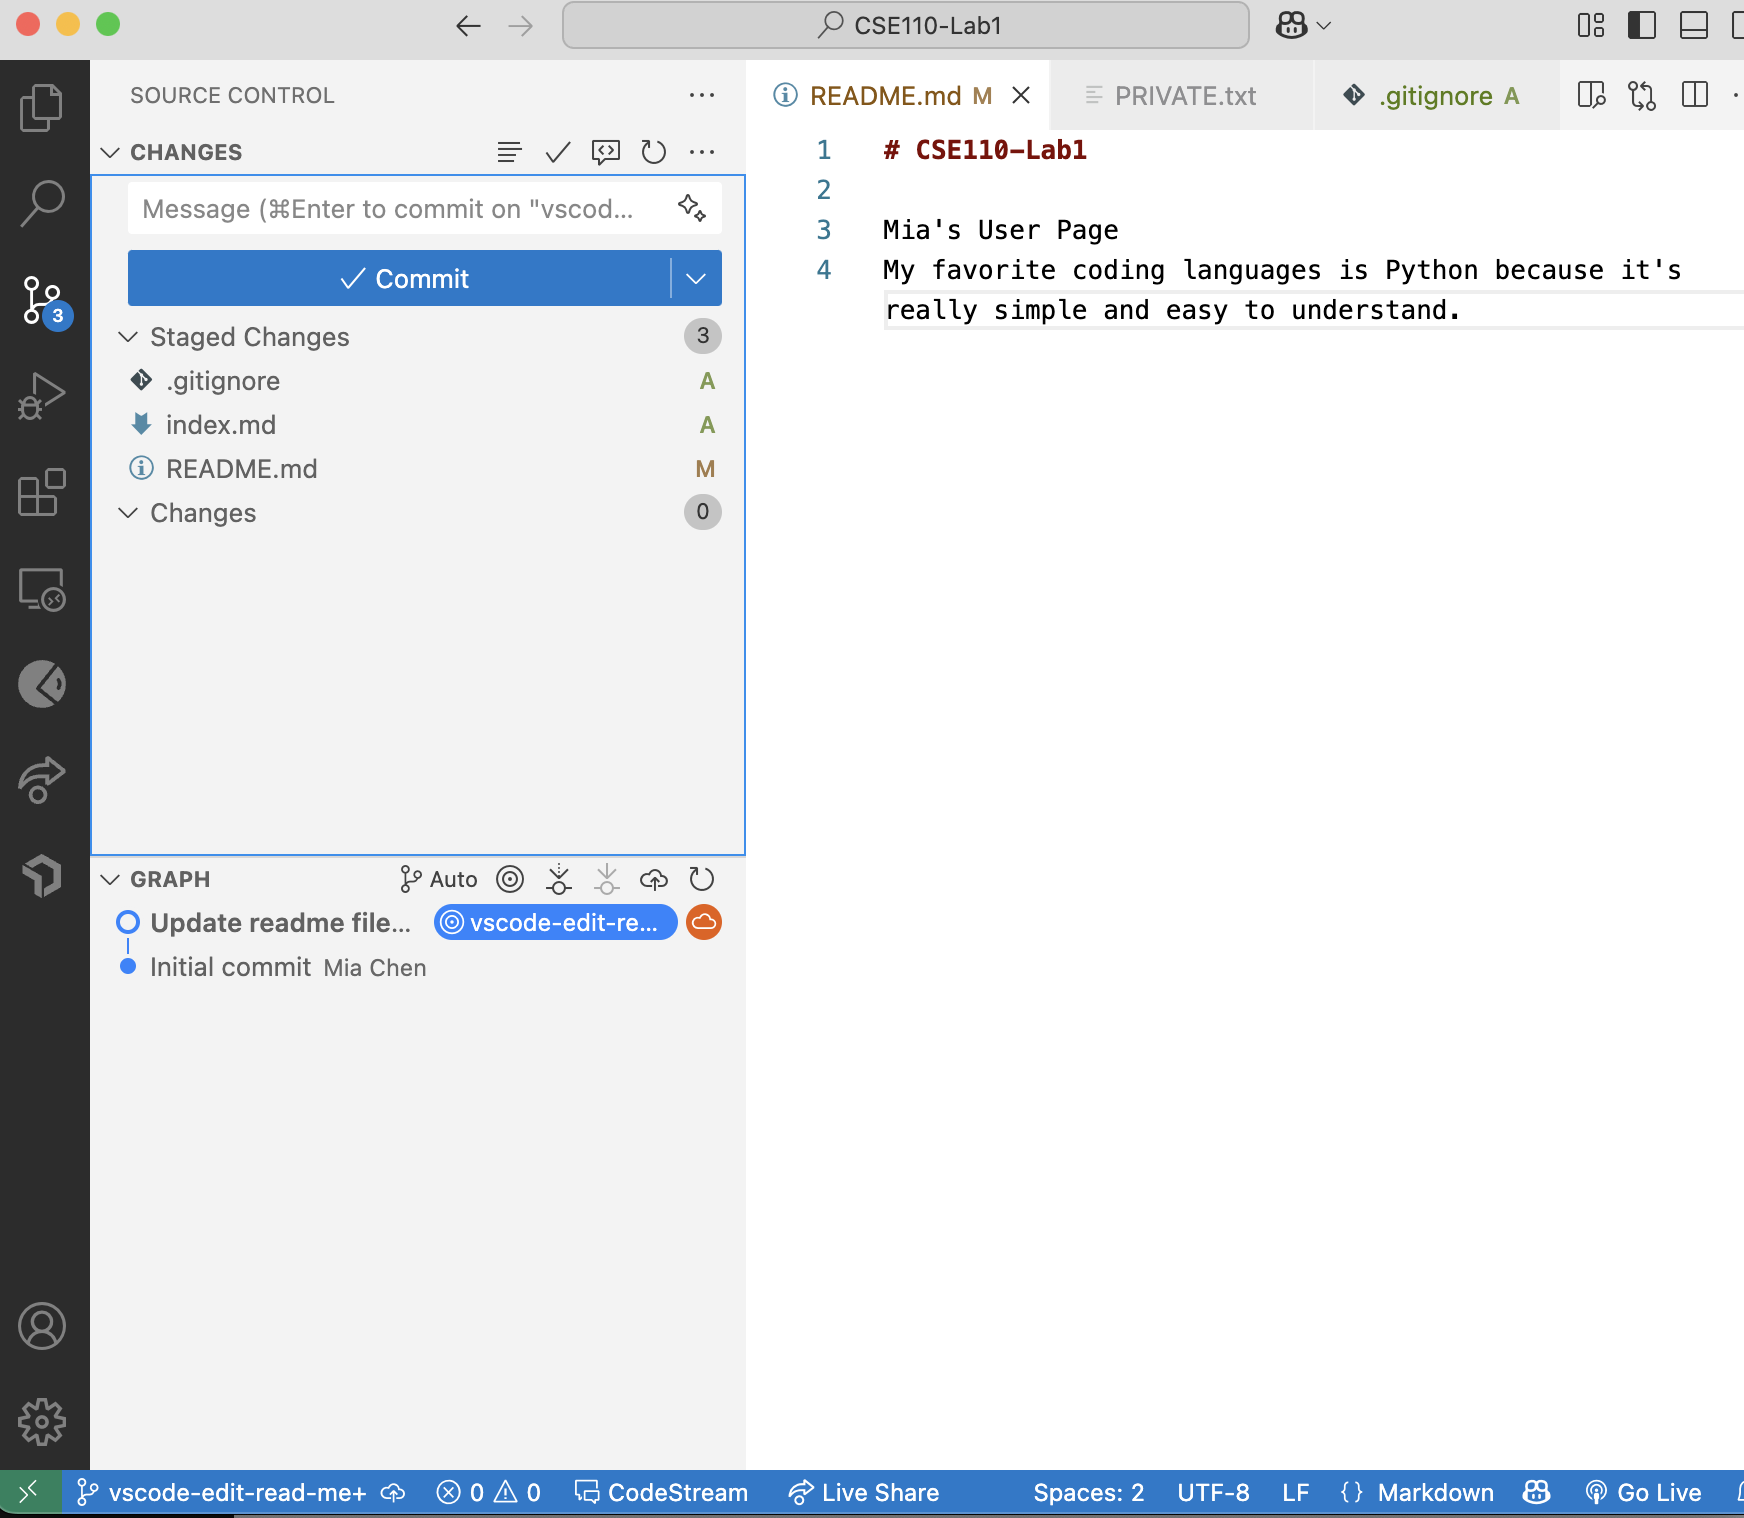 CSE110-Lab1
SOURCE CONTROL
README.md M
PRIVATE.txt
.gitignore A
CHANGES
Message (⌘Enter to commit on "vscod...
Commit
Staged Changes 3
.gitignore A
index.md A
README.md M
Changes 0
1 # CSE110-Lab1
2
3 Mia's User Page
4 My favorite coding languages is Python because it's
really simple and easy to understand.
GRAPH Auto
Update readme file... vscode-edit-re...
Initial commit Mia Chen
3
vscode-edit-read-me+ 0 0 CodeStream Live Share Spaces: 2 UTF-8 LF {} Markdown Go Live